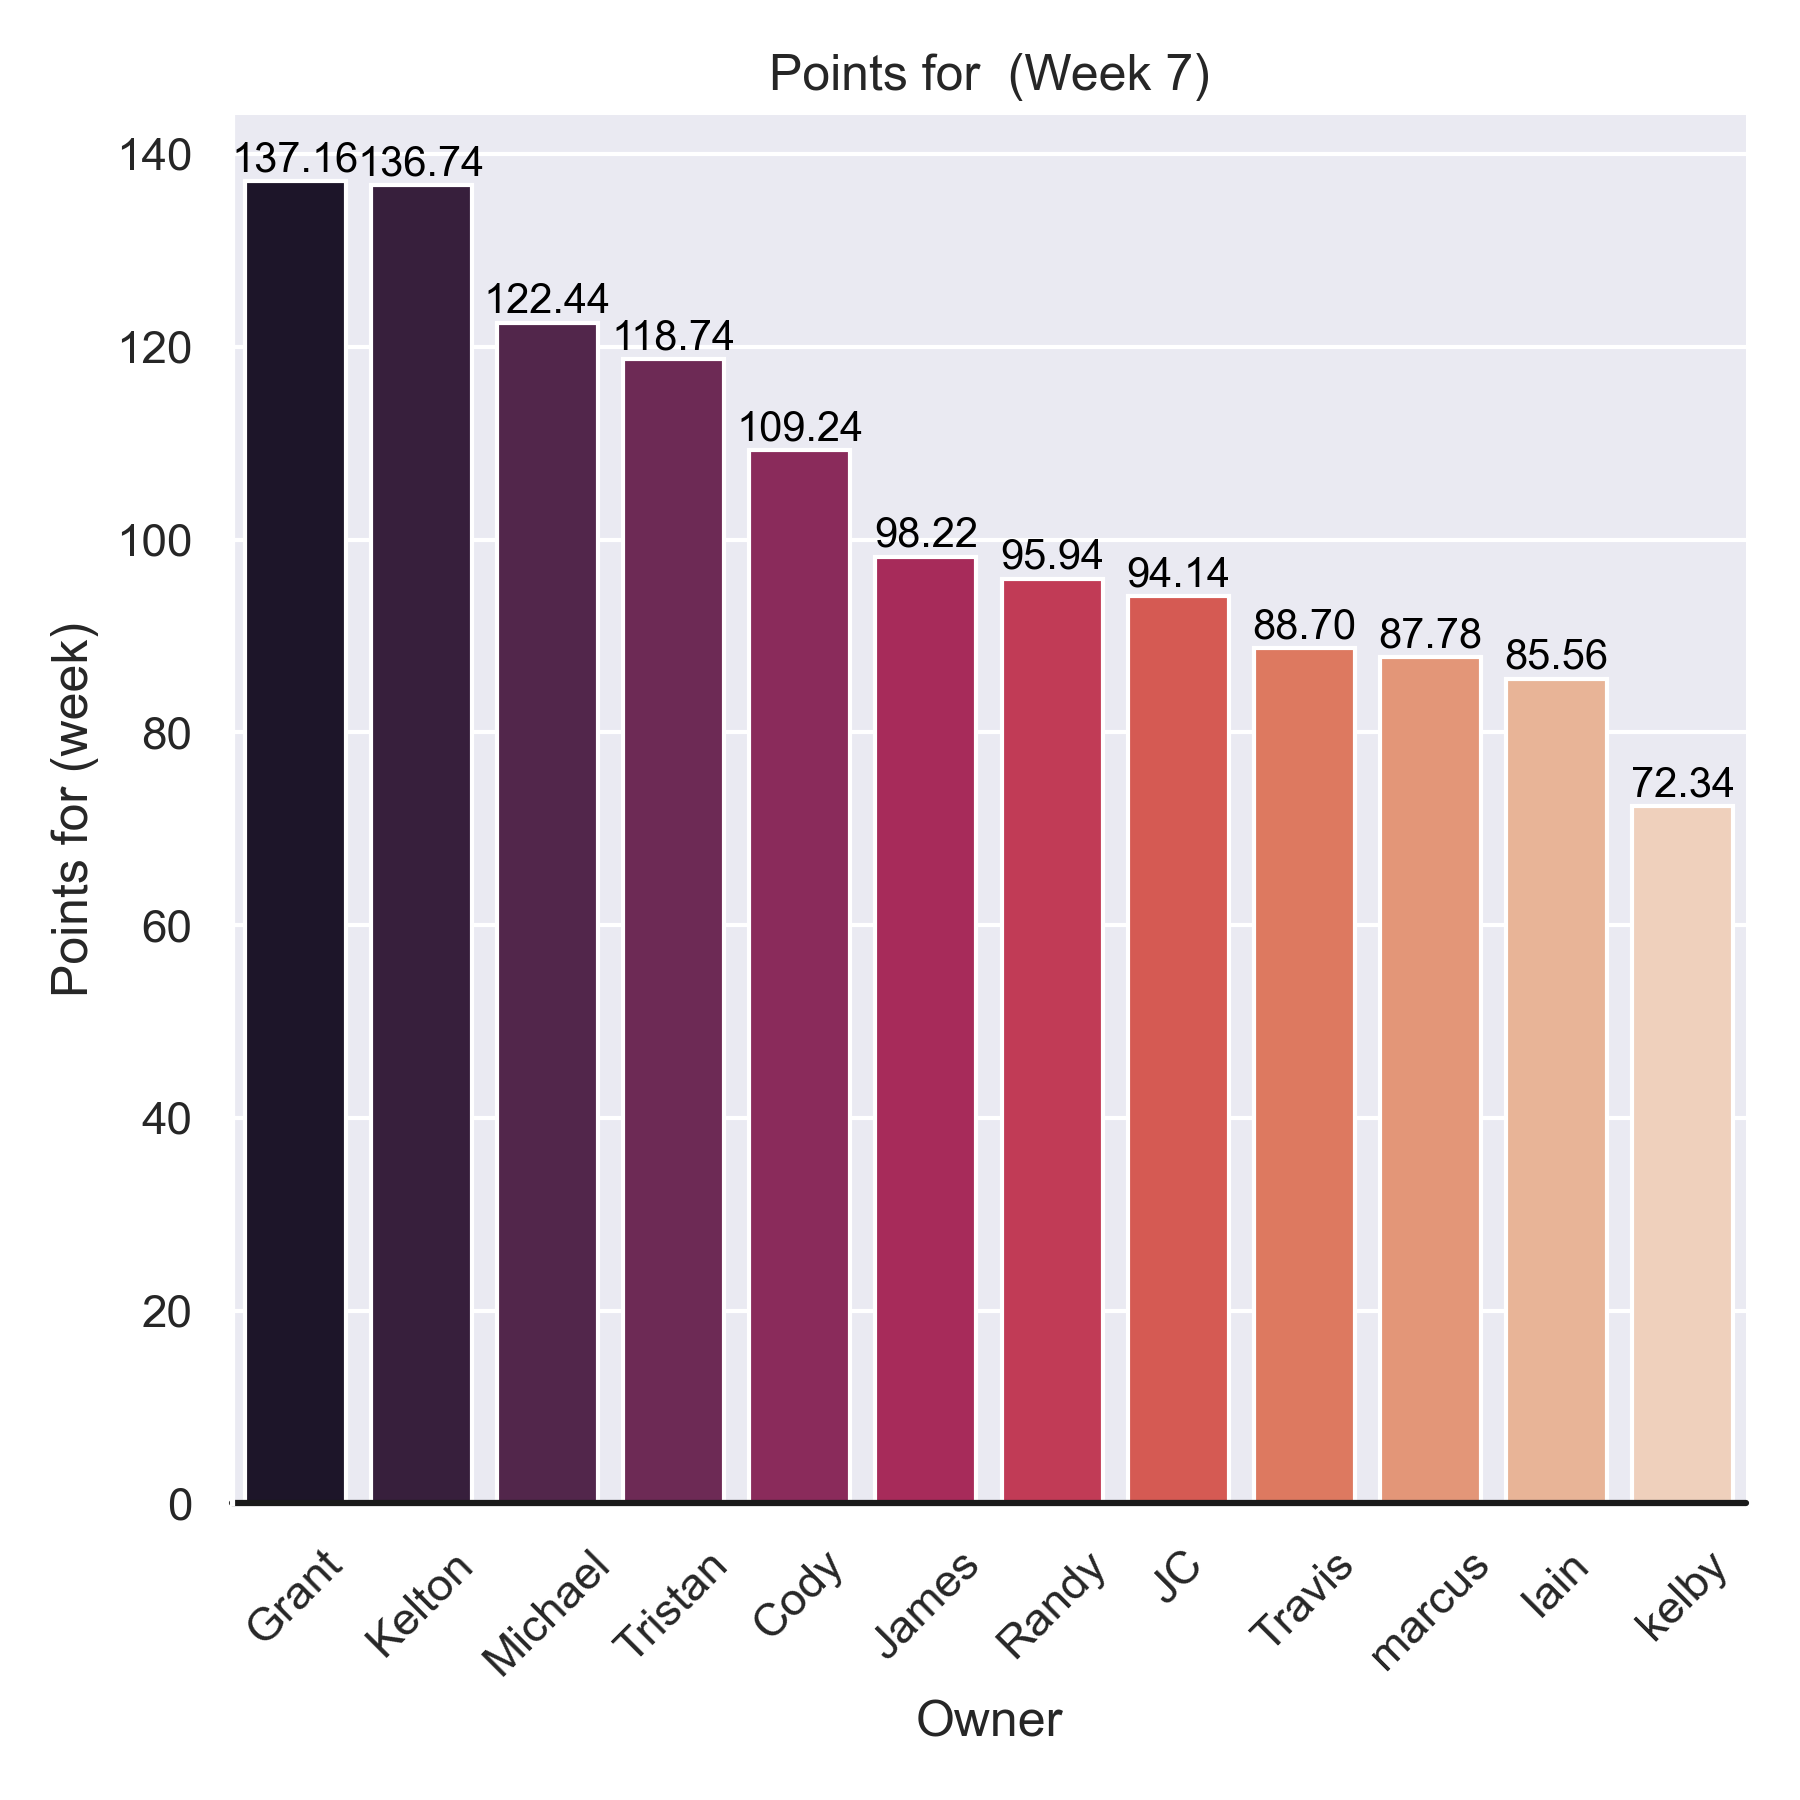 Points for  (Week 7)
Points for (week)
140
120
100
80
60
40
20
0
137.16
136.74
122.44
118.74
109.24
98.22
95.94
94.14
88.70
87.78
85.56
72.34
Grant
Kelton
Michael
Tristan
Cody
James
Randy
JC
Travis
marcus
Iain
kelby
Owner